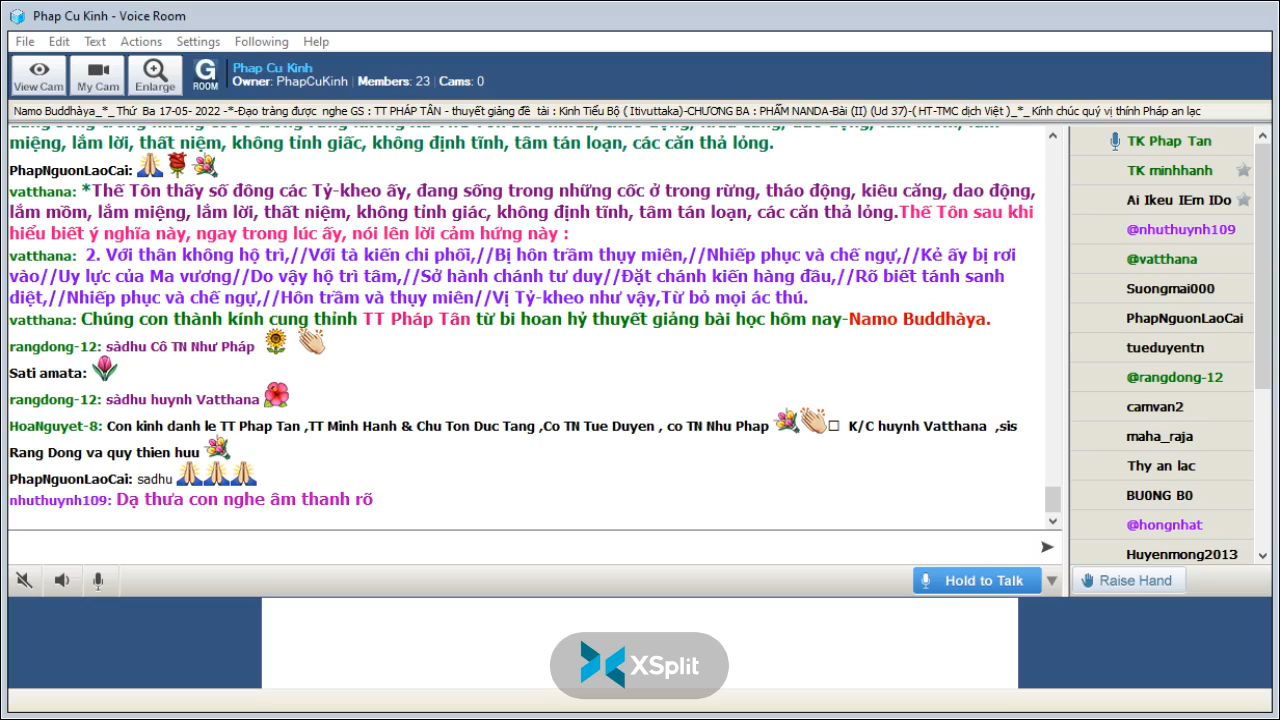 Phap Cu Kinh - Voice Room
File Edit Text Actions Settings Following Help
View Cam My Cam Enlarge G ROOM
Phap Cu Kinh
Owner: PhapCuKinh | Members: 23 | Cams: 0
Namo Buddhàya_*_ Thứ Ba 17-05- 2022 -*-Đạo tràng được nghe GS : TT PHÁP TÂN - thuyết giảng đề tài : Kinh Tiểu Bộ ( Itivuttaka)-CHƯƠNG BA : PHẨM NANDA-Bài (II) (Ud 37)-( HT-TMC dịch Việt )_*_ Kính chúc quý vị thính Pháp an lạc
miệng, lắm lời, thất niệm, không tỉnh giấc, không định tĩnh, tâm tán loạn, các căn thả lỏng.
PhapNguonLaoCai:
vatthana: *Thế Tôn thấy số đông các Tỷ-kheo ấy, đang sống trong những cốc ở trong rừng, tháo động, kiêu căng, dao động,
lắm mồm, lắm miệng, lắm lời, thất niệm, không tỉnh giác, không định tĩnh, tâm tán loạn, các căn thả lỏng.Thế Tôn sau khi
hiểu biết ý nghĩa này, ngay trong lúc ấy, nói lên lời cảm hứng này :
vatthana: 2. Với thân không hộ trì,//Với tà kiến chi phối,//Bị hôn trầm thụy miên,//Nhiếp phục và chế ngự,//Kẻ ấy bị rơi
vào//Uy lực của Ma vương//Do vậy hộ trì tâm,//Sở hành chánh tư duy//Đặt chánh kiến hàng đầu,//Rõ biết tánh sanh
diệt,//Nhiếp phục và chế ngự,//Hôn trầm và thụy miên//Vị Tỷ-kheo như vậy,Từ bỏ mọi ác thú.
vatthana: Chúng con thành kính cung thỉnh TT Pháp Tân từ bi hoan hỷ thuyết giảng bài học hôm nay-Namo Buddhàya.
rangdong-12: sàdhu Cô TN Như Pháp
Sati amata:
rangdong-12: sàdhu huynh Vatthana
HoaNguyet-8: Con kinh danh le TT Phap Tan ,TT Minh Hanh & Chu Ton Duc Tang ,Co TN Tue Duyen , co TN Nhu Phap □ K/C huynh Vatthana ,sis
Rang Dong va quy thien huu
PhapNguonLaoCai: sadhu
nhuthuynh109: Dạ thưa con nghe âm thanh rõ
TK Phap Tan
TK minhhanh
Ai Ikeu IEm IDo
@nhuthuynh109
@vatthana
Suongmai000
PhapNguonLaoCai
tueduyentn
@rangdong-12
camvan2
maha_raja
Thy an lac
BU0NG B0
@hongnhat
Huyenmong2013
Hold to Talk
Raise Hand
XSplit